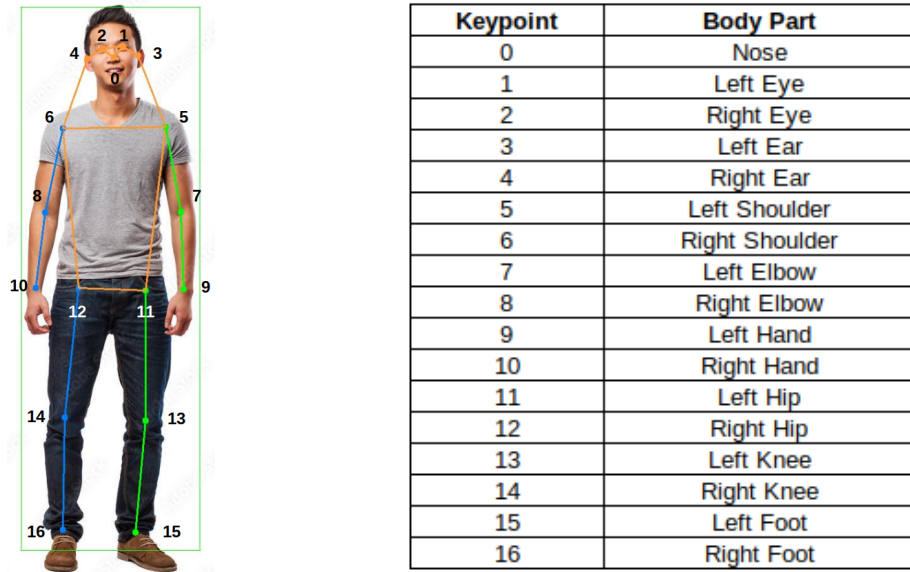 2 1
4 3
0
6 5
8 7
10 9
12 11
14 13
16 15
Keypoint Body Part
0 Nose
1 Left Eye
2 Right Eye
3 Left Ear
4 Right Ear
5 Left Shoulder
6 Right Shoulder
7 Left Elbow
8 Right Elbow
9 Left Hand
10 Right Hand
11 Left Hip
12 Right Hip
13 Left Knee
14 Right Knee
15 Left Foot
16 Right Foot